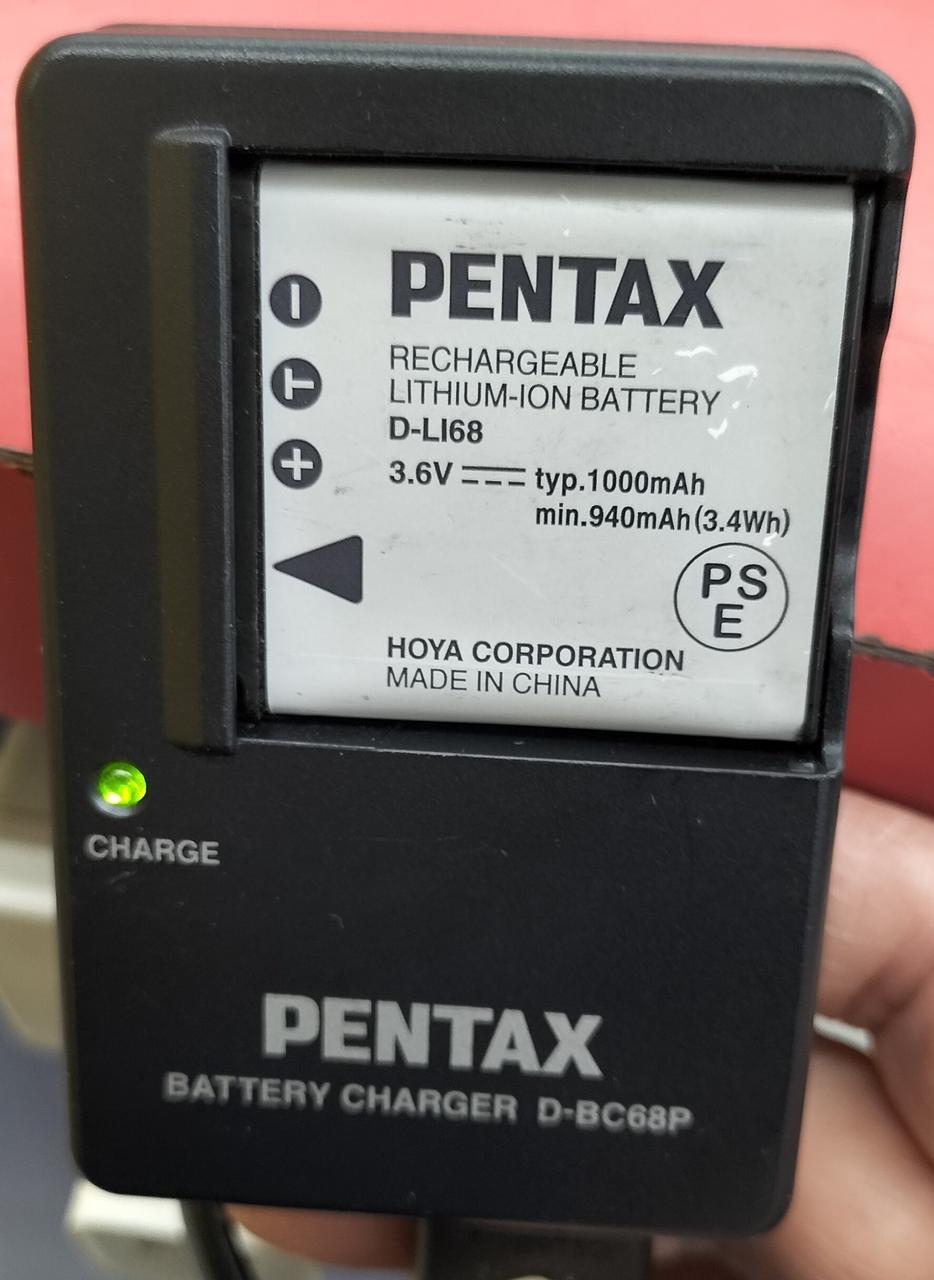 PENTAX
RECHARGEABLE
LITHIUM-ION BATTERY
D-LI68
3.6V ⎓ typ.1000mAh
min.940mAh(3.4Wh)
T
+
PS
E
HOYA CORPORATION
MADE IN CHINA
CHARGE
PENTAX
BATTERY CHARGER D-BC68P